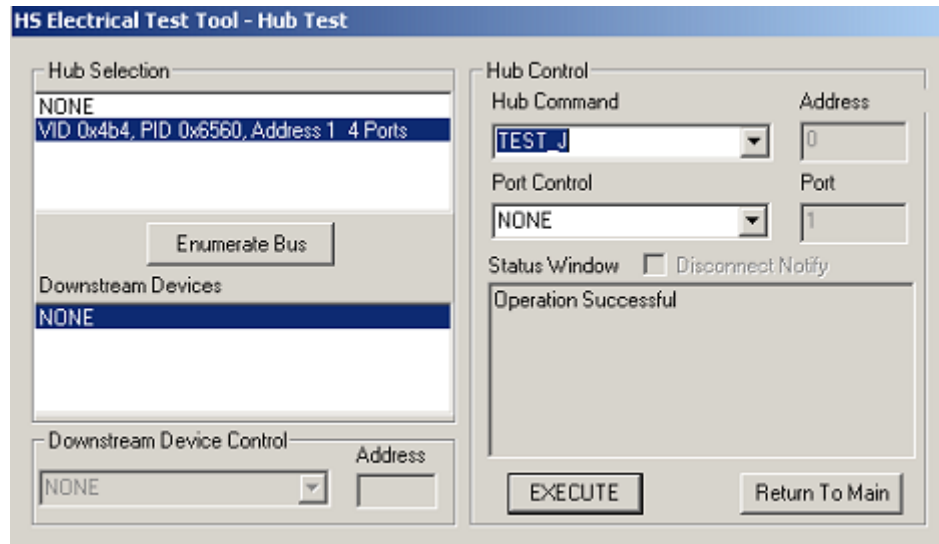 HS Electrical Test Tool - Hub Test
Hub Selection
NONE
VID 0x4b4, PID 0x6560, Address 1 4 Ports
Enumerate Bus
Downstream Devices
NONE
Downstream Device Control
Address
NONE
Hub Control
Hub Command
Address
TEST_J
0
Port Control
Port
NONE
1
Status Window
Disconnect Notify
Operation Successful
EXECUTE
Return To Main